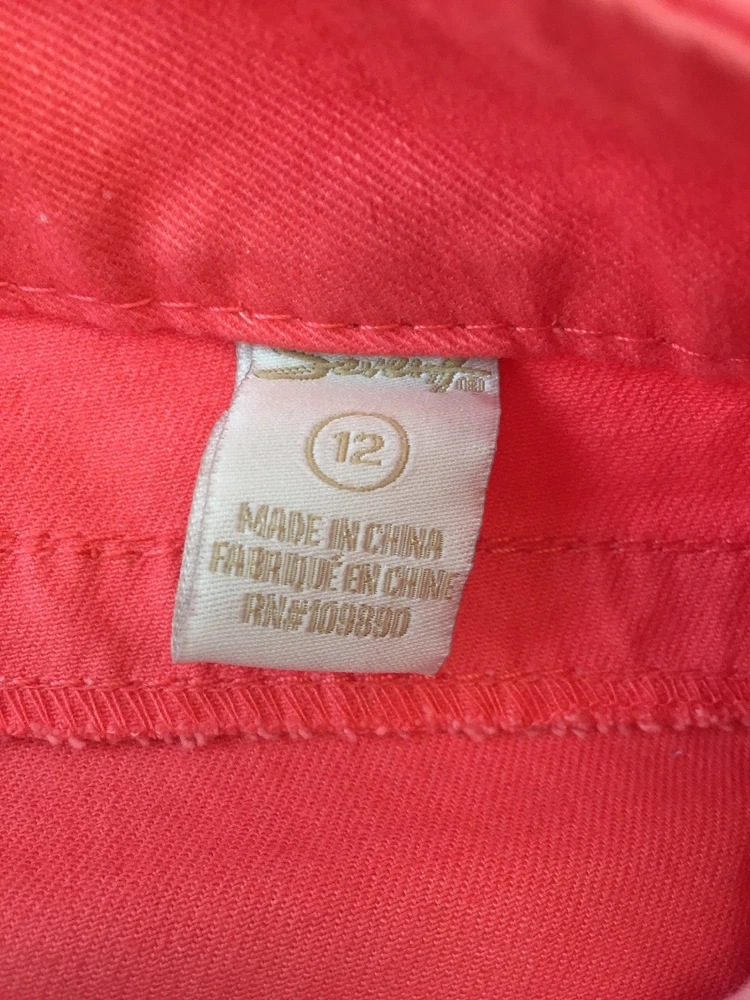 12
MADE IN CHINA
FABRIQUÉ EN CHINE
RN#109890